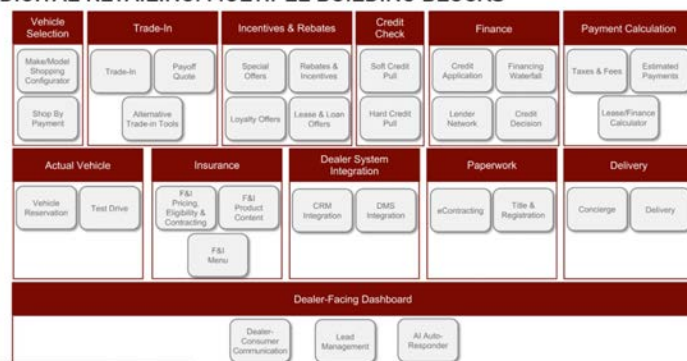 DIGITAL RETAILING: MULTIPLE BUILDING BLOCKS
Vehicle
Selection
Make/Model
Shopping
Configurator
Shop By
Payment
Trade-In
Trade-In
Payoff
Quote
Alternative
Trade-in Tools
Incentives & Rebates
Special
Offers
Rebates &
Incentives
Loyalty Offers
Lease & Loan
Offers
Credit
Check
Soft Credit
Pull
Hard Credit
Pull
Finance
Credit
Application
Financing
Waterfall
Lender
Network
Credit
Decision
Payment Calculation
Taxes & Fees
Estimated
Payments
Lease/Finance
Calculator
Actual Vehicle
Vehicle
Reservation
Test Drive
Insurance
F&I
Pricing,
Eligibility &
Contracting
F&I
Product
Content
F&I
Menu
Dealer System
Integration
CRM
Integration
DMS
Integration
Paperwork
eContracting
Title &
Registration
Delivery
Concierge
Delivery
Dealer-Facing Dashboard
Dealer-
Consumer
Communication
Lead
Management
AI Auto-
Responder